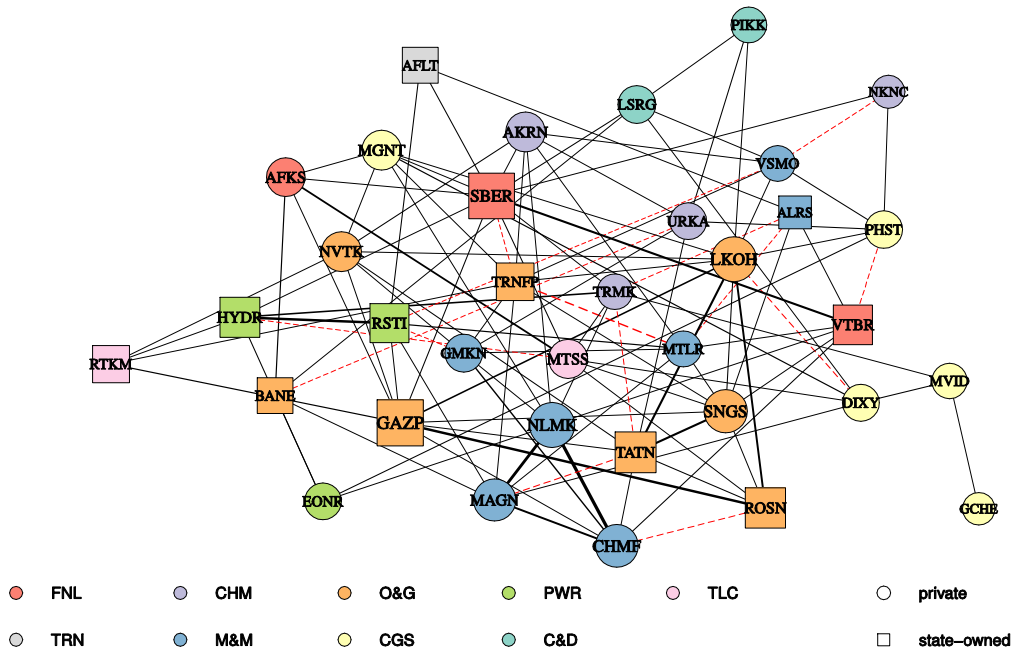 PIKK
AFLT
NKNC
LSRG
AKRN
MGNT
VSMO
AFKS
SBER
ALRS
URKA
PHST
NVTK
LKOH
TRNFP
TRMK
HYDR
RSTI
VTBR
GMKN
MTSS
MTLR
RTKM
MVID
BANE
DIXY
SNGS
GAZP
NLMK
TATN
EONR
MAGN
ROSN
GCHE
CHMF
FNL CHM O&G PWR TLC private
TRN M&M CGS C&D state-owned